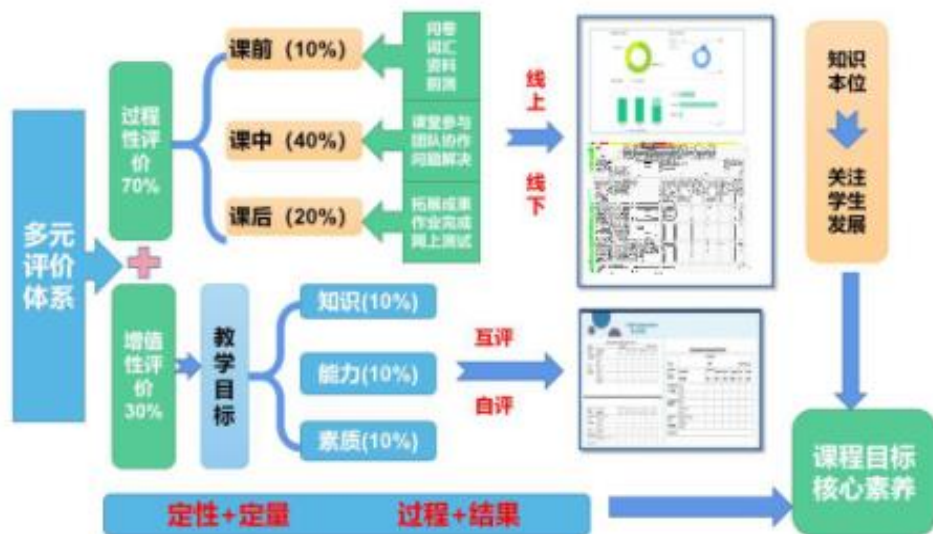 多元
评价
体系
过程
性评
价
70%
增值
性评
价
30%
课前（10%）
课中（40%）
课后（20%）
问卷
词汇
资料
前测
课堂参与
团队协作
问题解决
拓展成果
作业完成
网上测试
线上
线下
教学目标
知识(10%)
能力(10%)
素质(10%)
互评
自评
知识
本位
关注
学生
发展
课程目标
核心素养
定性+定量
过程+结果